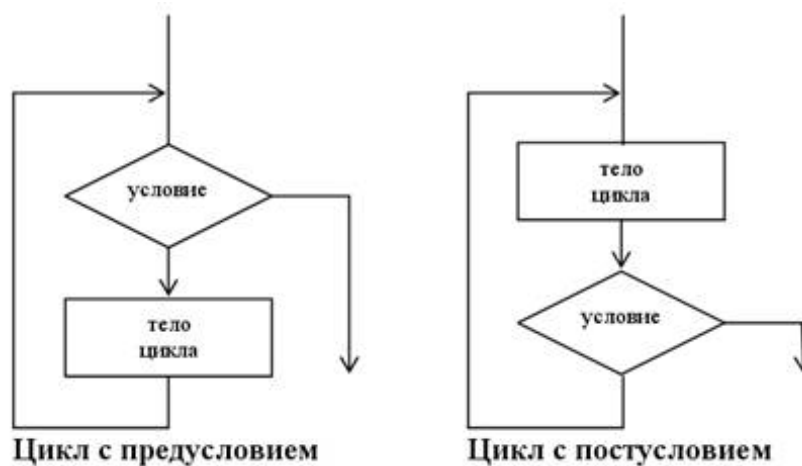 условие
тело
цикла
Цикл с предусловием
тело
цикла
условие
Цикл с постусловием